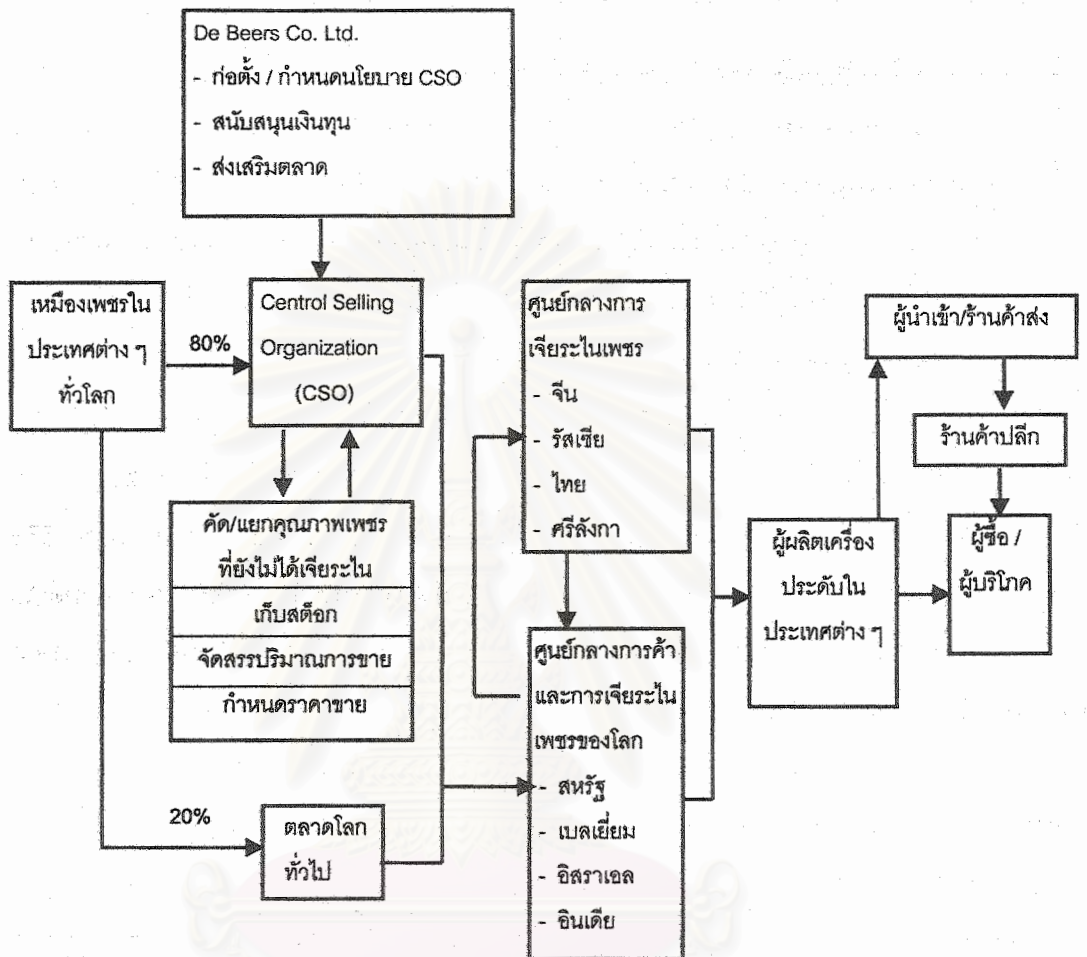 De Beers Co. Ltd.
- ก่อตั้ง / กำหนดนโยบาย CSO
- สนับสนุนเงินทุน
- ส่งเสริมตลาด
เหมืองเพชรใน
ประเทศต่าง ๆ
ทั่วโลก
80%
Centrol Selling
Organization
(CSO)
คัด/แยกคุณภาพเพชร
ที่ยังไม่ได้เจียระไน
เก็บสต็อก
จัดสรรปริมาณการขาย
กำหนดราคาขาย
20%
ตลาดโลก
ทั่วไป
ศูนย์กลางการ
เจียระไนเพชร
- จีน
- รัสเซีย
- ไทย
- ศรีลังกา
ศูนย์กลางการค้า
และการเจียระไน
เพชรของโลก
- สหรัฐ
- เบลเยี่ยม
- อิสราเอล
- อินเดีย
ผู้ผลิตเครื่อง
ประดับใน
ประเทศต่าง ๆ
ผู้นำเข้า/ร้านค้าส่ง
ร้านค้าปลีก
ผู้ซื้อ /
ผู้บริโภค